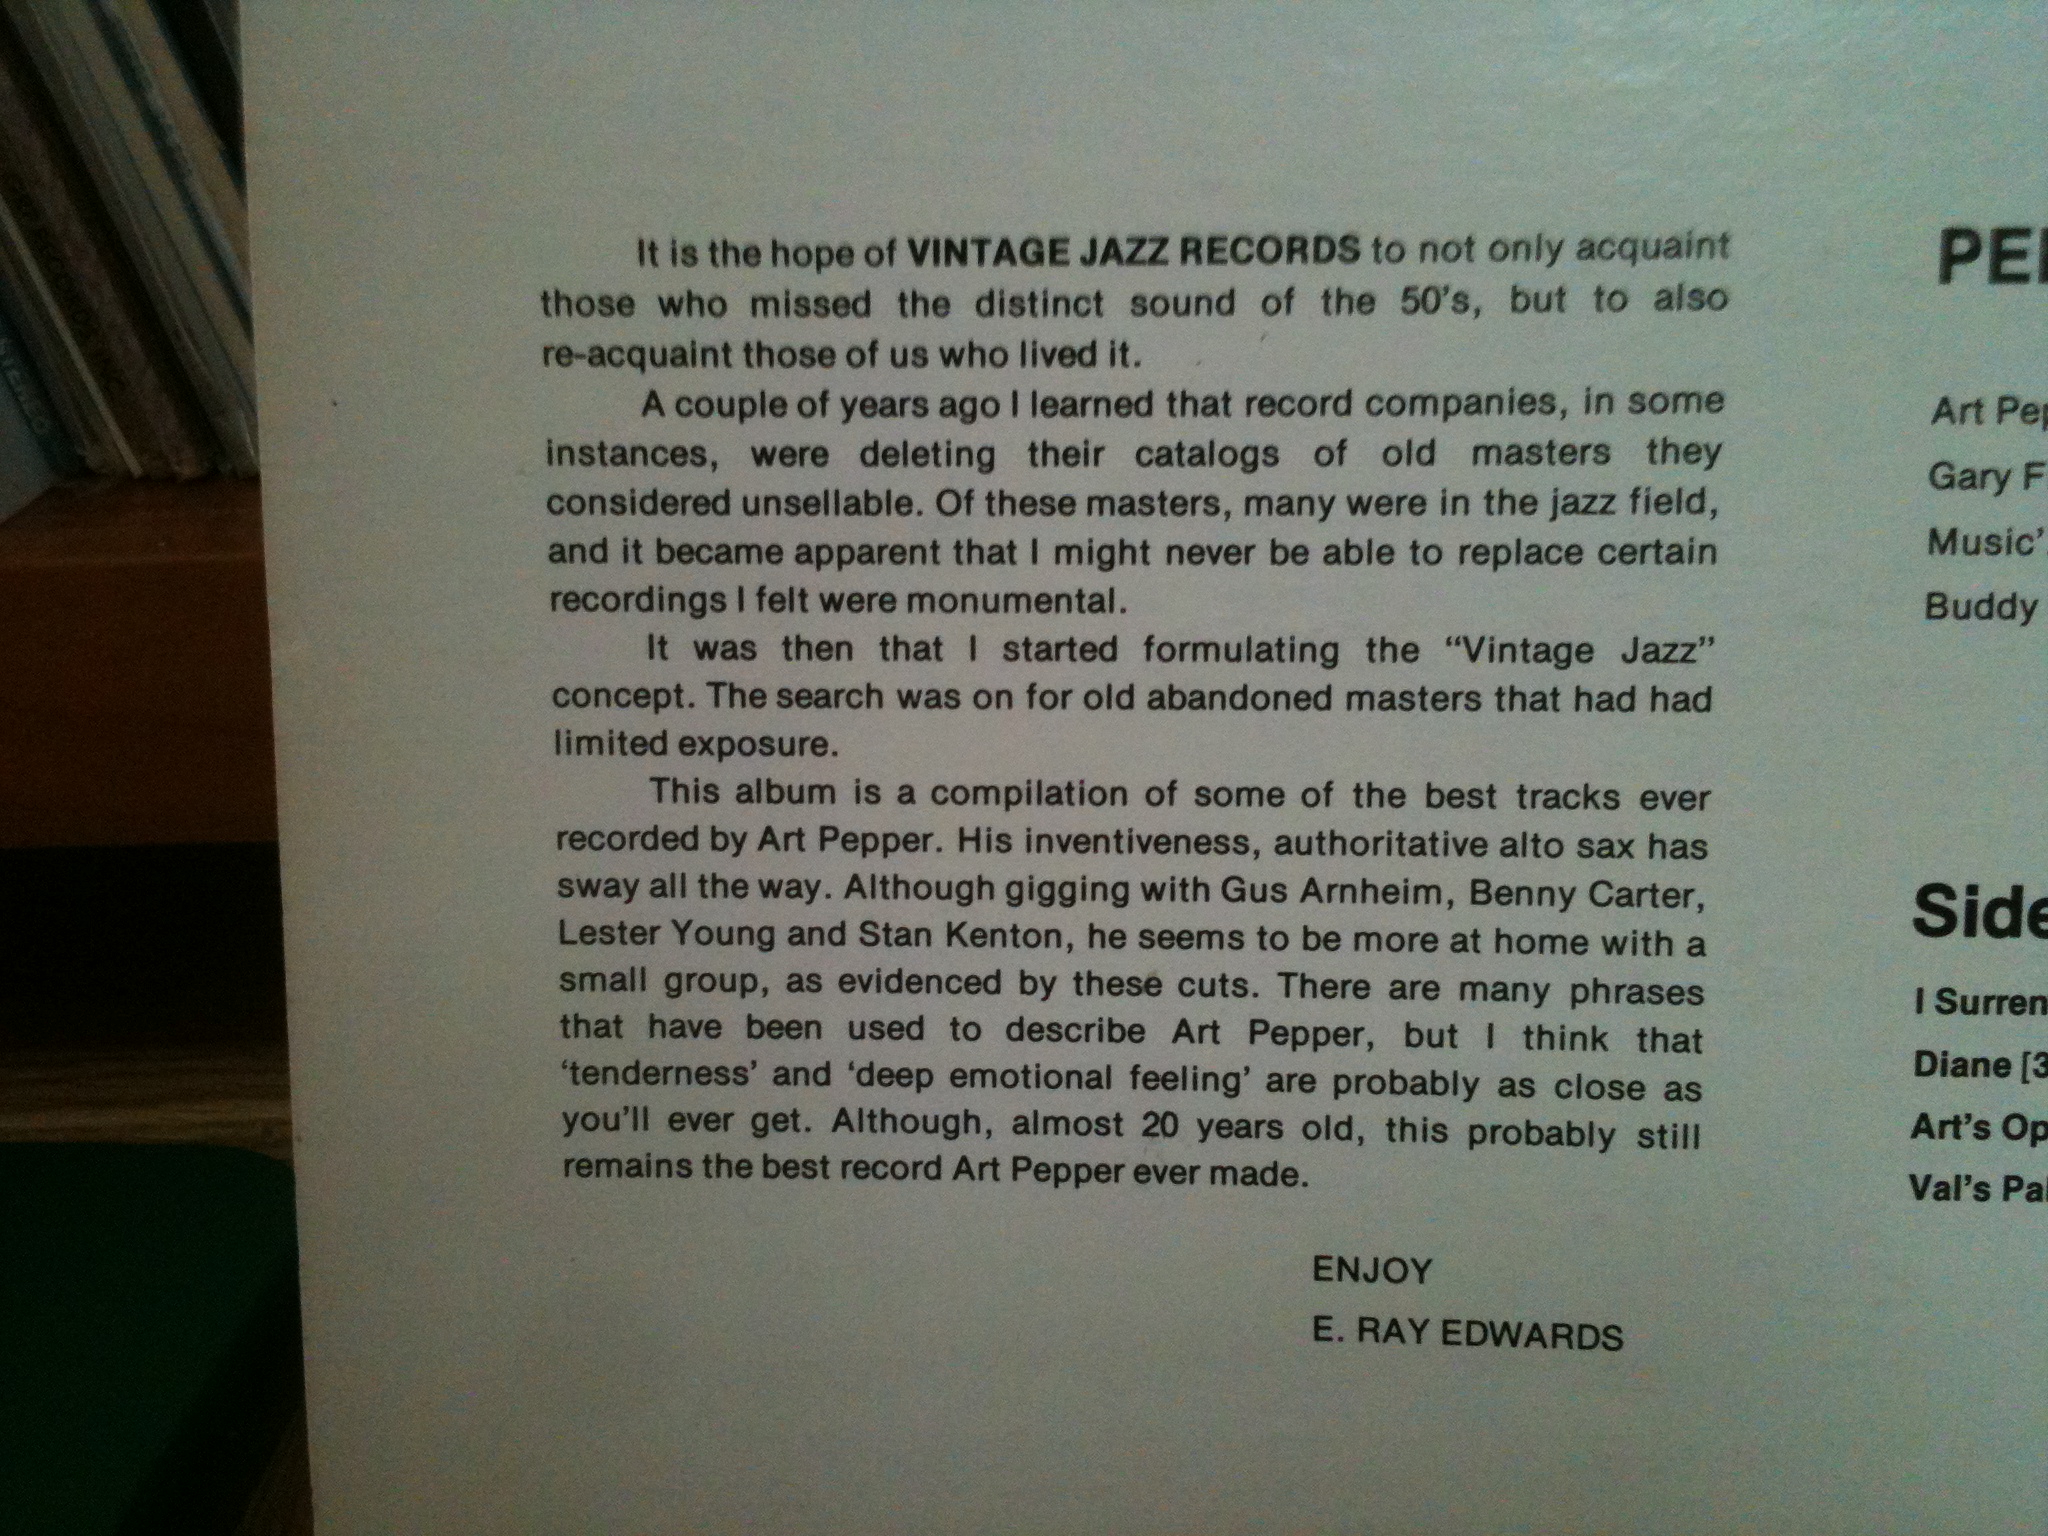 It is the hope of VINTAGE JAZZ RECORDS to not only acquaint
those who missed the distinct sound of the 50's, but to also
re-acquaint those of us who lived it.
A couple of years ago I learned that record companies, in some
instances, were deleting their catalogs of old masters they
considered unsellable. Of these masters, many were in the jazz field,
and it became apparent that I might never be able to replace certain
recordings I felt were monumental.
It was then that I started formulating the “Vintage Jazz”
concept. The search was on for old abandoned masters that had had
limited exposure.
This album is a compilation of some of the best tracks ever
recorded by Art Pepper. His inventiveness, authoritative alto sax has
sway all the way. Although gigging with Gus Arnheim, Benny Carter,
Lester Young and Stan Kenton, he seems to be more at home with a
small group, as evidenced by these cuts. There are many phrases
that have been used to describe Art Pepper, but I think that
‘tenderness’ and ‘deep emotional feeling’ are probably as close as
you'll ever get. Although, almost 20 years old, this probably still
remains the best record Art Pepper ever made.
ENJOY
E. RAY EDWARDS
Art
Gary
Buddy
Side
I
Diane [3
Art's
Val's
STEREO